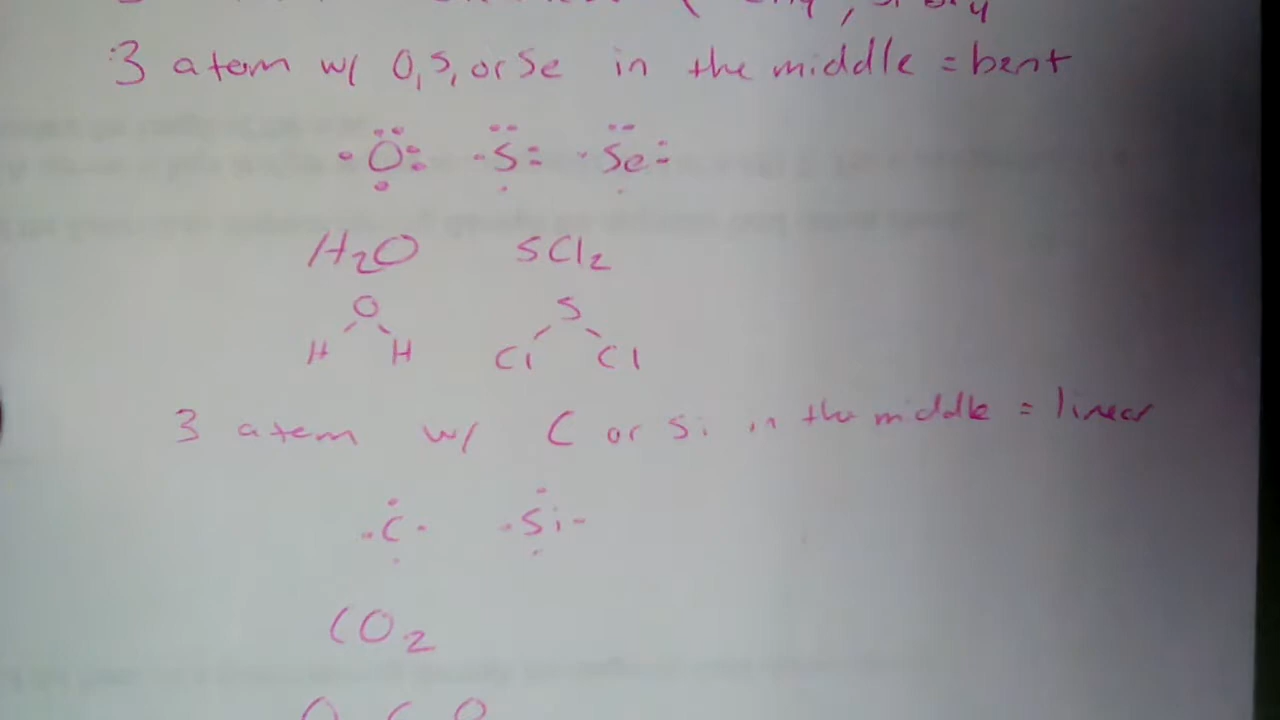 3 atom w/ O, S, or Se in the middle = bent
O S Se
H2O SCl2
O S
H H Cl Cl
3 atom w/ C or Si in the middle = linear
C Si
CO2
O C O